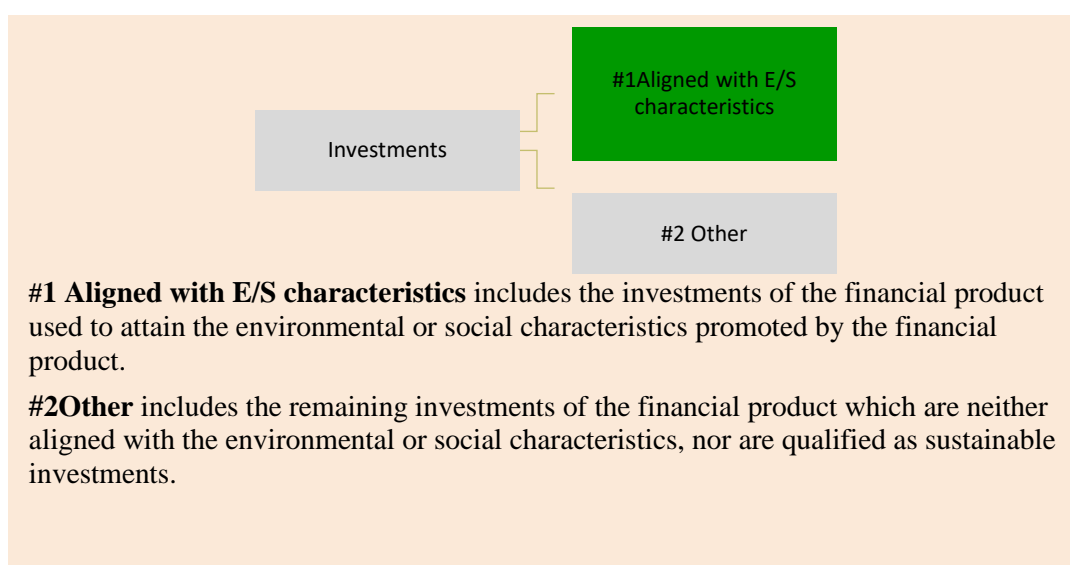 #1Aligned with E/S
characteristics
Investments
#2 Other
#1 Aligned with E/S characteristics includes the investments of the financial product
used to attain the environmental or social characteristics promoted by the financial
product.
#2Other includes the remaining investments of the financial product which are neither
aligned with the environmental or social characteristics, nor are qualified as sustainable
investments.